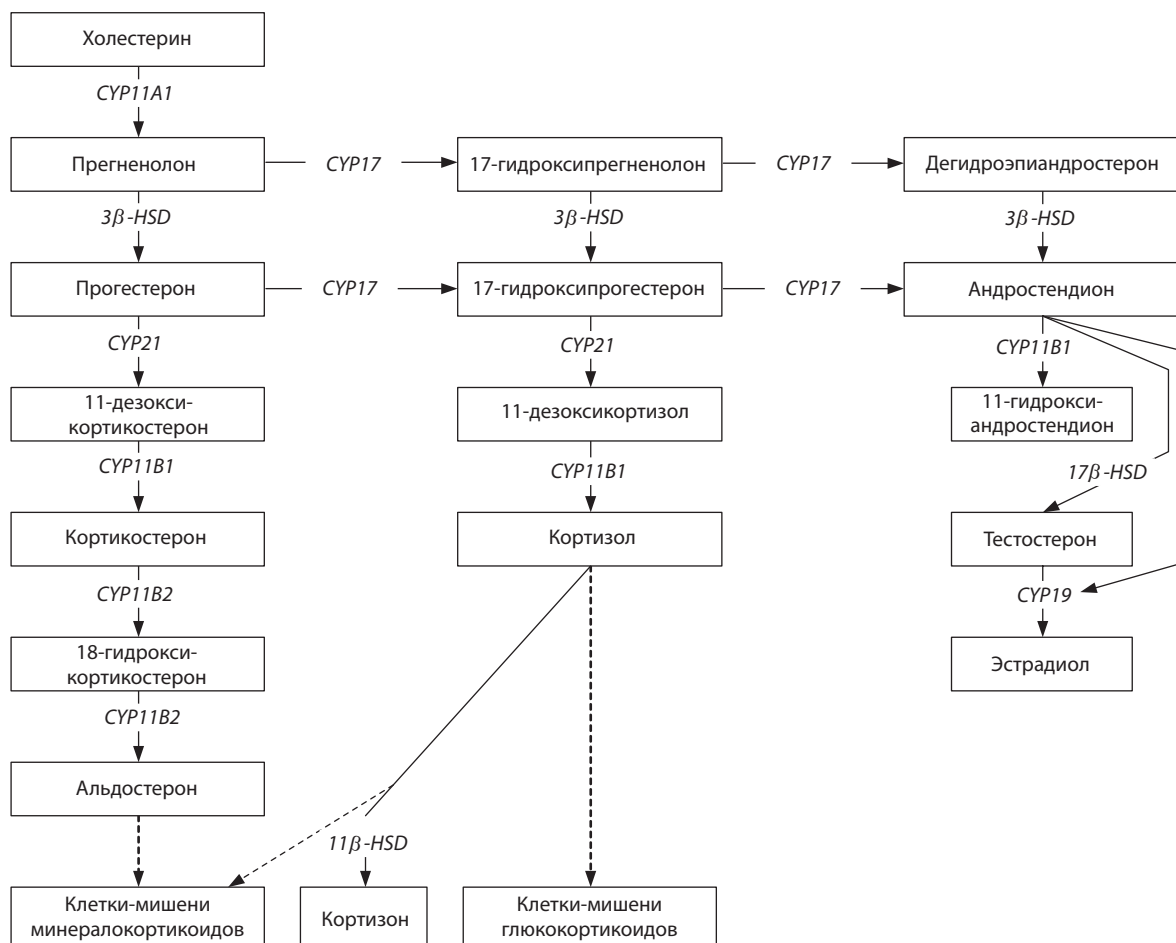 Холестерин
CYP11A1
Прегненолон
CYP17
17-гидроксипрегненолон
CYP17
Дегидроэпиандростерон
3β-HSD
3β-HSD
3β-HSD
Прогестерон
CYP17
17-гидроксипрогестерон
CYP17
Андростендион
CYP21
CYP21
CYP11B1
11-дезокси-
кортикостерон
11-дезоксикортизол
11-гидрокси-
андростендион
CYP11B1
CYP11B1
17β-HSD
Кортикостерон
Кортизол
Тестостерон
CYP11B2
CYP19
18-гидрокси-
кортикостерон
Эстрадиол
CYP11B2
Альдостерон
11β-HSD
Клетки-мишени
минералокортикоидов
Кортизон
Клетки-мишени
глюкокортикоидов